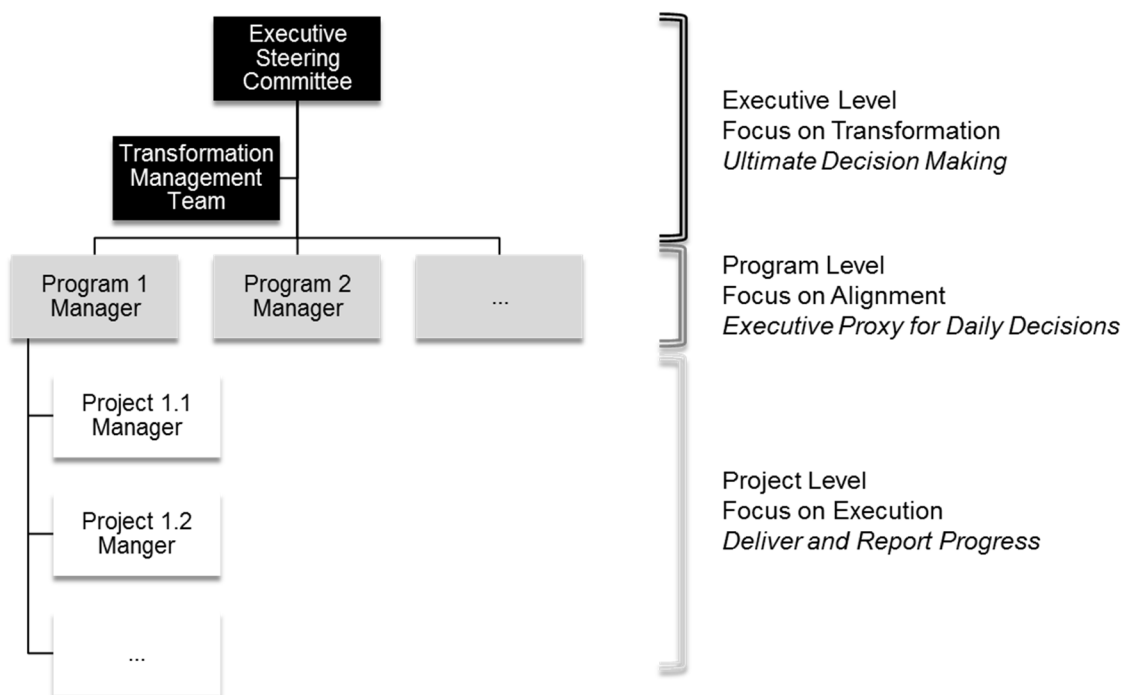 Executive
Steering
Committee
Transformation
Management
Team
Executive Level
Focus on Transformation
Ultimate Decision Making
Program 1
Manager
Program 2
Manager
...
Program Level
Focus on Alignment
Executive Proxy for Daily Decisions
Project 1.1
Manager
Project 1.2
Manger
...
Project Level
Focus on Execution
Deliver and Report Progress